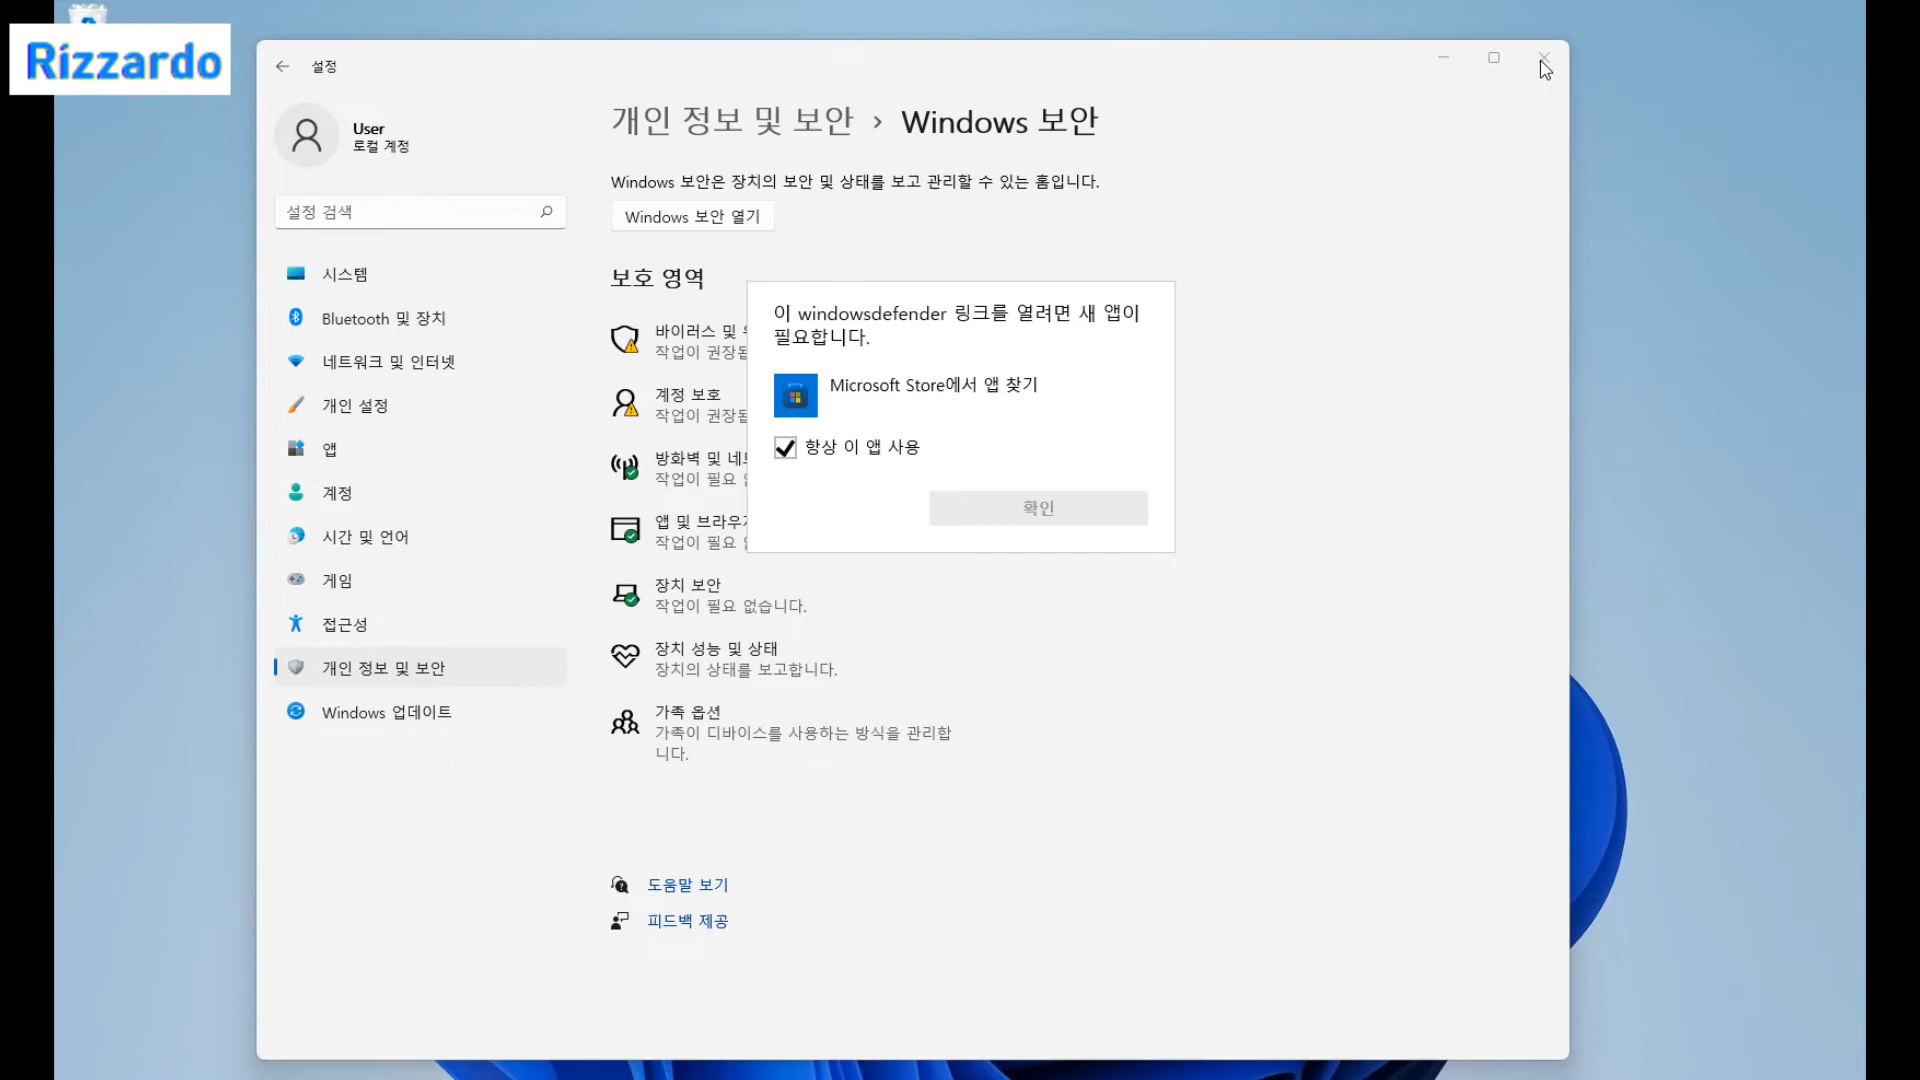 Rizzardo
설정
User
로컬 계정
설정 검색
시스템
Bluetooth 및 장치
네트워크 및 인터넷
개인 설정
앱
계정
시간 및 언어
게임
접근성
개인 정보 및 보안
Windows 업데이트
개인 정보 및 보안 › Windows 보안
Windows 보안은 장치의 보안 및 상태를 보고 관리할 수 있는 홈입니다.
Windows 보안 열기
보호 영역
바이러스 및
작업이 권장됨
계정 보호
작업이 권장됨
방화벽 및
작업이 필요
앱 및
작업이 필요
장치 보안
작업이 필요 없습니다.
장치 성능 및 상태
장치의 상태를 보고합니다.
가족 옵션
가족이 디바이스를 사용하는 방식을 관리합
니다.
도움말 보기
피드백 제공
이 windowsdefender 링크를 열려면 새 앱이
필요합니다.
Microsoft Store에서 앱 찾기
항상 이 앱 사용
확인